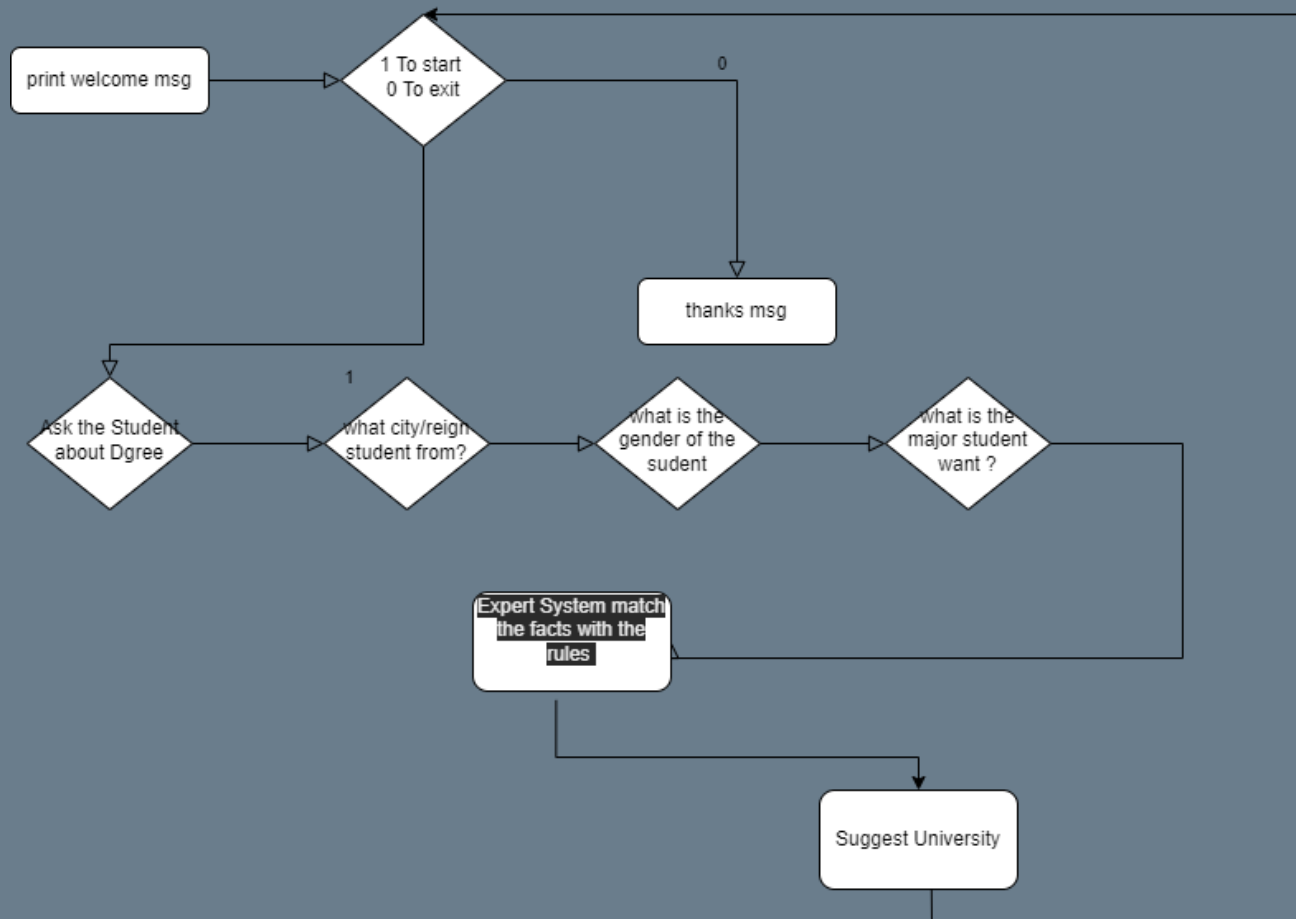 print welcome msg
1 To start
0 To exit
0
thanks msg
1
Ask the Student
about Dgree
what city/reign
student from?
what is the
gender of the
sudent
what is the
major student
want ?
Expert System match
the facts with the
rules
Suggest University